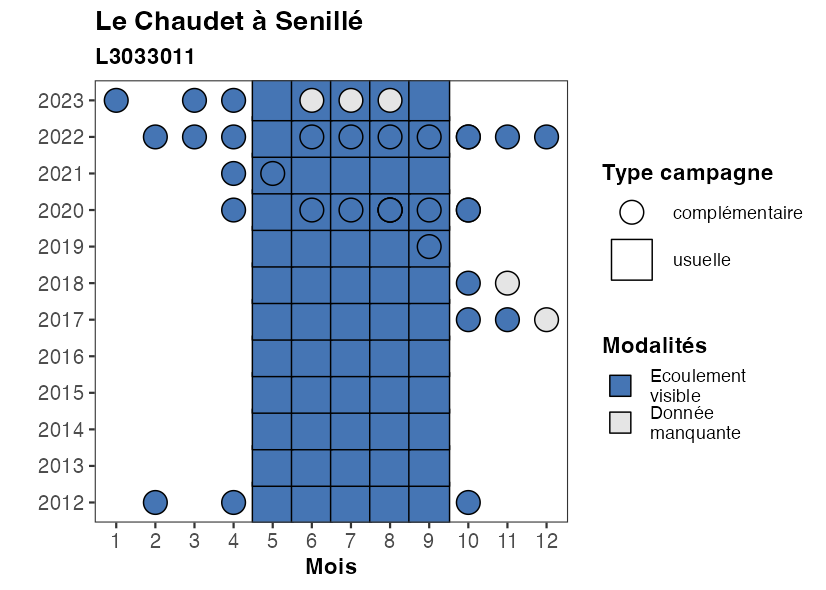 Le Chaudet à Senillé
L3033011
2023
2022
2021
2020
2019
2018
2017
2016
2015
2014
2013
2012
1 2 3 4 5 6 7 8 9 10 11 12
Mois
Type campagne
complémentaire
usuelle
Modalités
Ecoulement
visible
Donnée
manquante